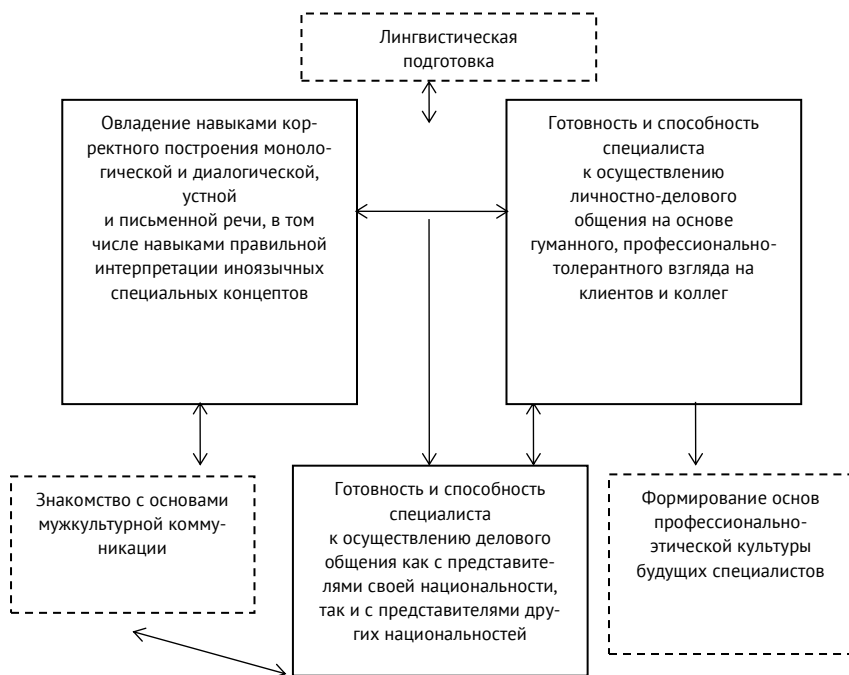 Лингвистическая
подготовка
Овладение навыками кор-
ректного построения моноло-
гической и диалогической,
устной
и письменной речи, в том
числе навыками правильной
интерпретации иноязычных
специальных концептов
Готовность и способность
специалиста
к осуществлению
личностно-делового
общения на основе
гуманного, профессионально-
толерантного взгляда на
клиентов и коллег
Знакомство с основами
мужкультурной комму-
никации
Готовность и способность
специалиста
к осуществлению делового
общения как с представите-
лями своей национальности,
так и с представителями дру-
гих национальностей
Формирование основ
профессионально-
этической культуры
будущих специалистов